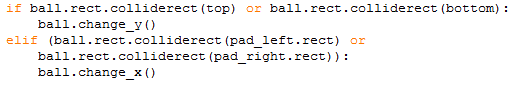 if ball.rect.colliderect(top) or ball.rect.colliderect(bottom):
    ball.change_y()
elif (ball.rect.colliderect(pad_left.rect) or
    ball.rect.colliderect(pad_right.rect)):
    ball.change_x()